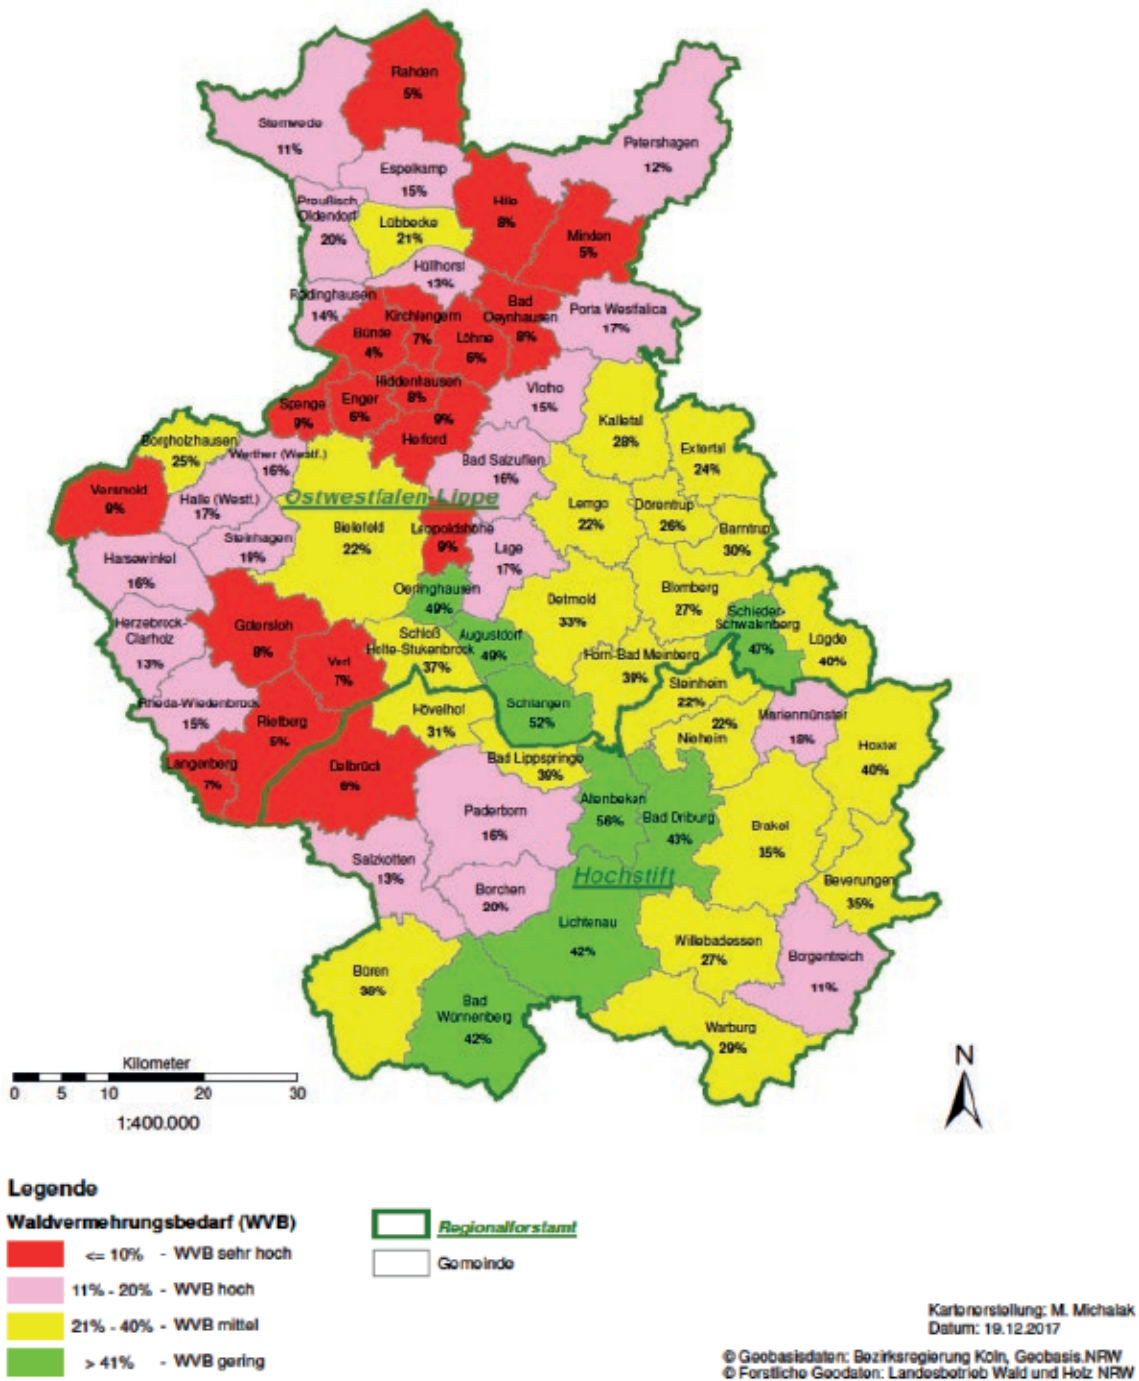 Rahden
5%
Stemwede
11%
Petershagen
12%
Espelkamp
15%
Preußisch
Oldendorf
20%
Lübbecke
21%
Hille
8%
Minden
5%
Hüllhorst
13%
Rödinghausen
14%
Kirchlengern
7%
Bad
Oeynhausen
8%
Porta Westfalica
17%
Bünde
4%
Löhne
6%
Hiddenhausen
8%
Vlotho
15%
Spenge
9%
Enger
6%
9%
Herford
Kalletal
28%
Extertal
24%
Borgholzhausen
25%
Werther (Westf.)
16%
Bad Salzuflen
16%
Versmold
9%
Halle (Westf.)
17%
Ostwestfalen-Lippe
Lemgo
22%
Dörentrup
26%
Barntrup
30%
Steinhagen
19%
Bielefeld
22%
Leopoldshöhe
9%
Lage
17%
Harsewinkel
16%
Oerlinghausen
49%
Detmold
33%
Blomberg
27%
Schieder-
Schwalenberg
47%
Lügde
40%
Herzebrock-
Clarholz
13%
Gütersloh
8%
Verl
7%
Schloß
Holte-Stukenbrock
37%
Augustdorf
49%
Horn-Bad Meinberg
39%
Steinheim
22%
Rheda-Wiedenbrück
15%
Rietberg
5%
Hövelhof
31%
Schlangen
52%
22%
Nieheim
Marienmünster
18%
Höxter
40%
Langenberg
7%
Delbrück
6%
Bad Lippspringe
39%
Altenbeken
56%
Bad Driburg
43%
Paderborn
16%
Brakel
35%
Salzkotten
13%
Borchen
20%
Hochstift
Beverungen
35%
Lichtenau
42%
Willebadessen
27%
Borgentreich
11%
Büren
38%
Bad
Wünnenberg
42%
Warburg
29%
Kilometer
0 5 10 20 30
1:400.000
N
Legende
Waldvermehrungsbedarf (WVB)
<= 10% - WVB sehr hoch
11% - 20% - WVB hoch
21% - 40% - WVB mittel
> 41% - WVB gering
Regionalforstamt
Gemeinde
Kartenerstellung: M. Michalak
Datum: 19.12.2017
© Geobasisdaten: Bezirksregierung Köln, Geobasis.NRW
© Forstliche Geodaten: Landesbetrieb Wald und Holz NRW